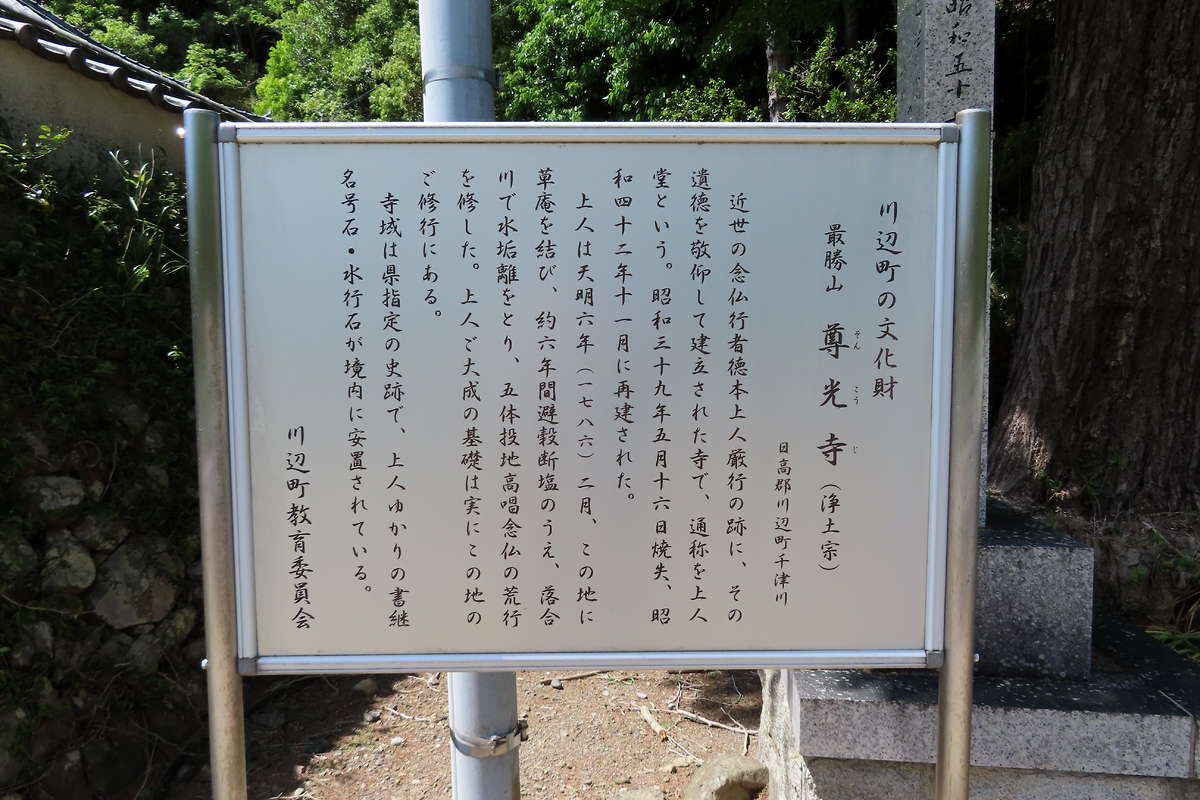 川辺町の文化財
最勝山 尊光寺（浄土宗）
そん こう じ
日高郡川辺町千津川
近世の念仏行者徳本上人厳行の跡に、その
遺徳を敬仰して建立された寺で、通称を上人
堂という。昭和三十九年五月十六日焼失、昭
和四十二年十一月に再建された。
上人は天明六年（一七八六）二月、この地に
草庵を結び、約六年間避穀断塩のうえ、落合
川で水垢離をとり、五体投地高唱念仏の荒行
を修した。上人ご大成の基礎は実にこの地の
ご修行にある。
寺域は県指定の史跡で、上人ゆかりの書継
名号石・水行石が境内に安置されている。
川辺町教育委員会
昭和五十